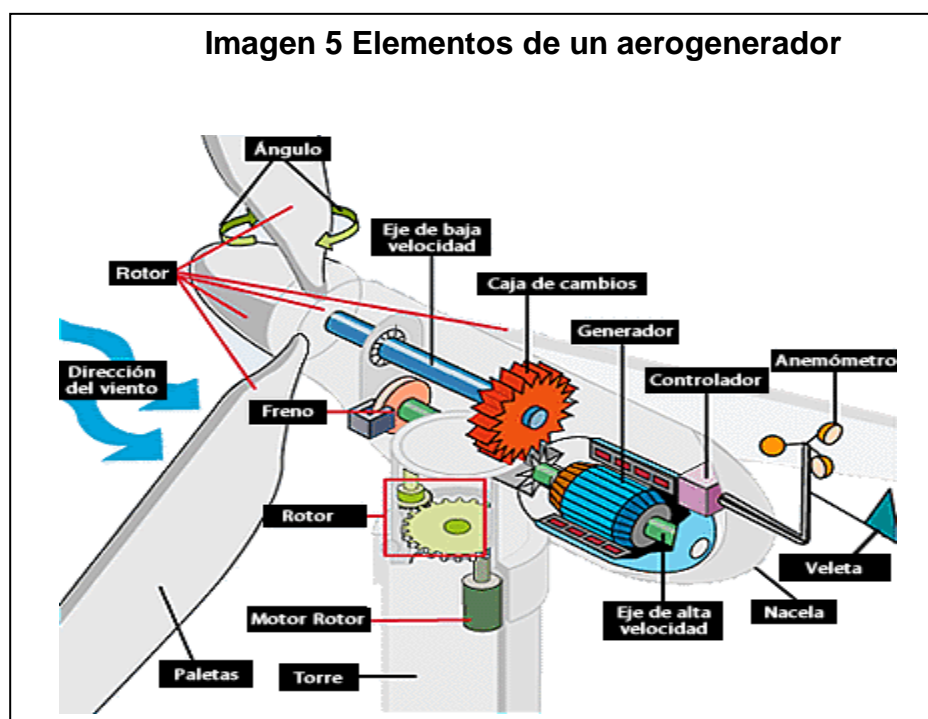 Imagen 5 Elementos de un aerogenerador
Ángulo
Eje de baja
velocidad
Rotor
Caja de cambios
Generador
Anemómetro
Dirección
del viento
Controlador
Freno
Rotor
Veleta
Motor Rotor
Eje de alta
velocidad
Nacela
Paletas
Torre